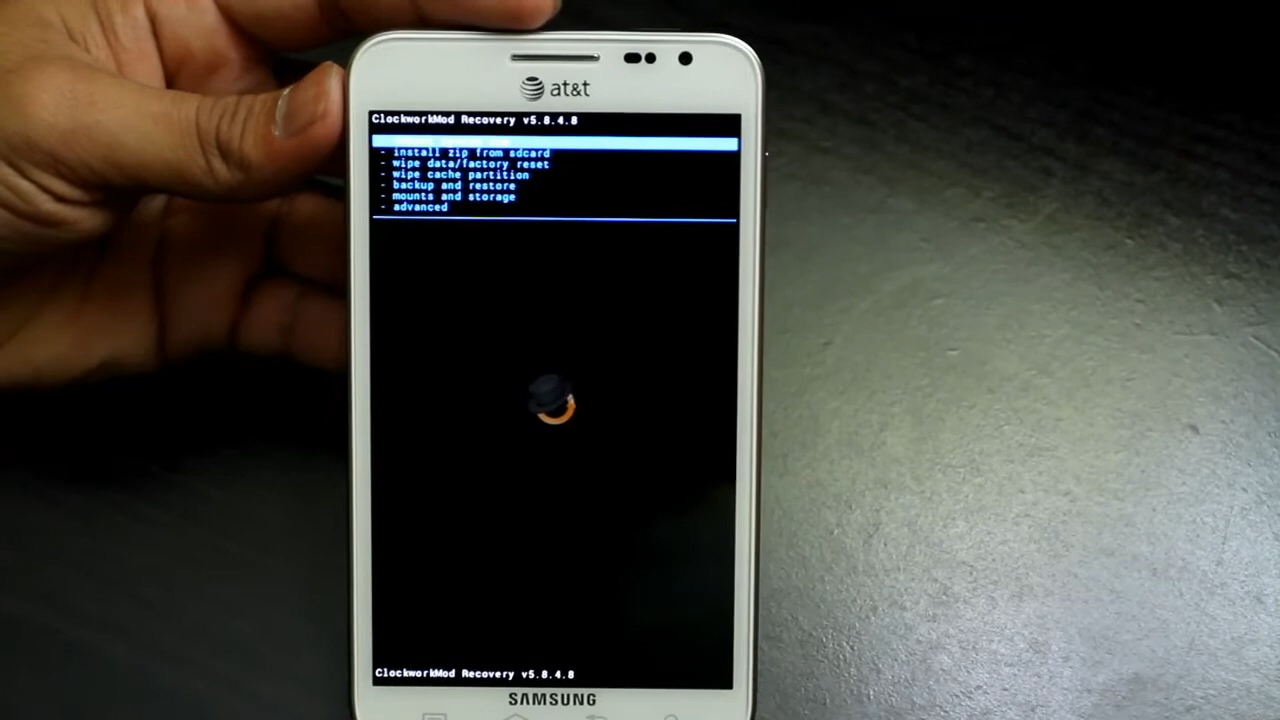 at&t
ClockworkMod Recovery v5.8.4.8
- install zip from sdcard
- wipe data/factory reset
- wipe cache partition
- backup and restore
- mounts and storage
- advanced
ClockworkMod Recovery v5.8.4.8
SAMSUNG